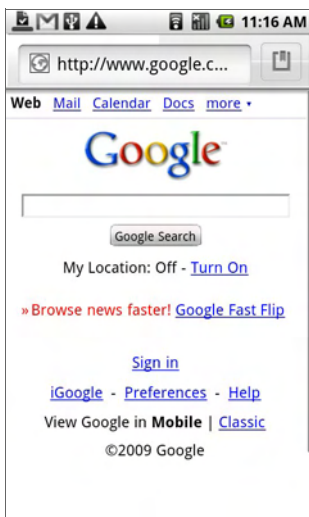 11:16 AM
http://www.google.c...
Web Mail Calendar Docs more
Google
Google Search
My Location: Off - Turn On
» Browse news faster! Google Fast Flip
Sign in
iGoogle - Preferences - Help
View Google in Mobile | Classic
©2009 Google